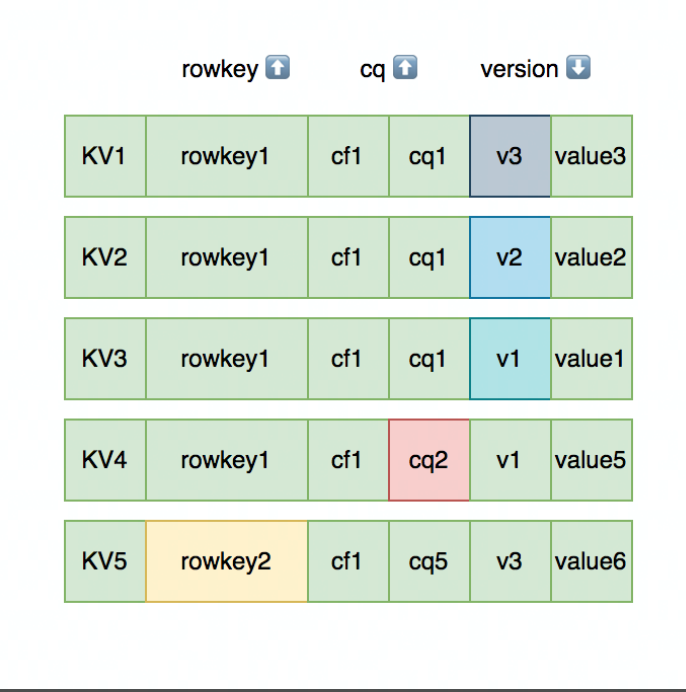 rowkey ⬆️ cq ⬆️ version ⬇️
KV1 rowkey1 cf1 cq1 v3 value3
KV2 rowkey1 cf1 cq1 v2 value2
KV3 rowkey1 cf1 cq1 v1 value1
KV4 rowkey1 cf1 cq2 v1 value5
KV5 rowkey2 cf1 cq5 v3 value6